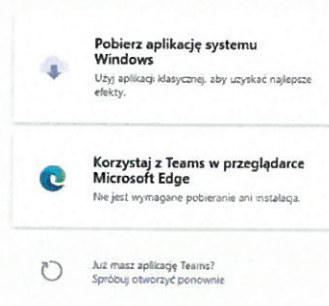 Pobierz aplikację systemu
Windows
Użyj aplikacji klasycznej, aby uzyskać najlepsze
efekty.
Korzystaj z Teams w przeglądarce
Microsoft Edge
Nie jest wymagane pobieranie ani instalacja.
Już masz aplikację Teams?
Spróbuj otworzyć ponownie